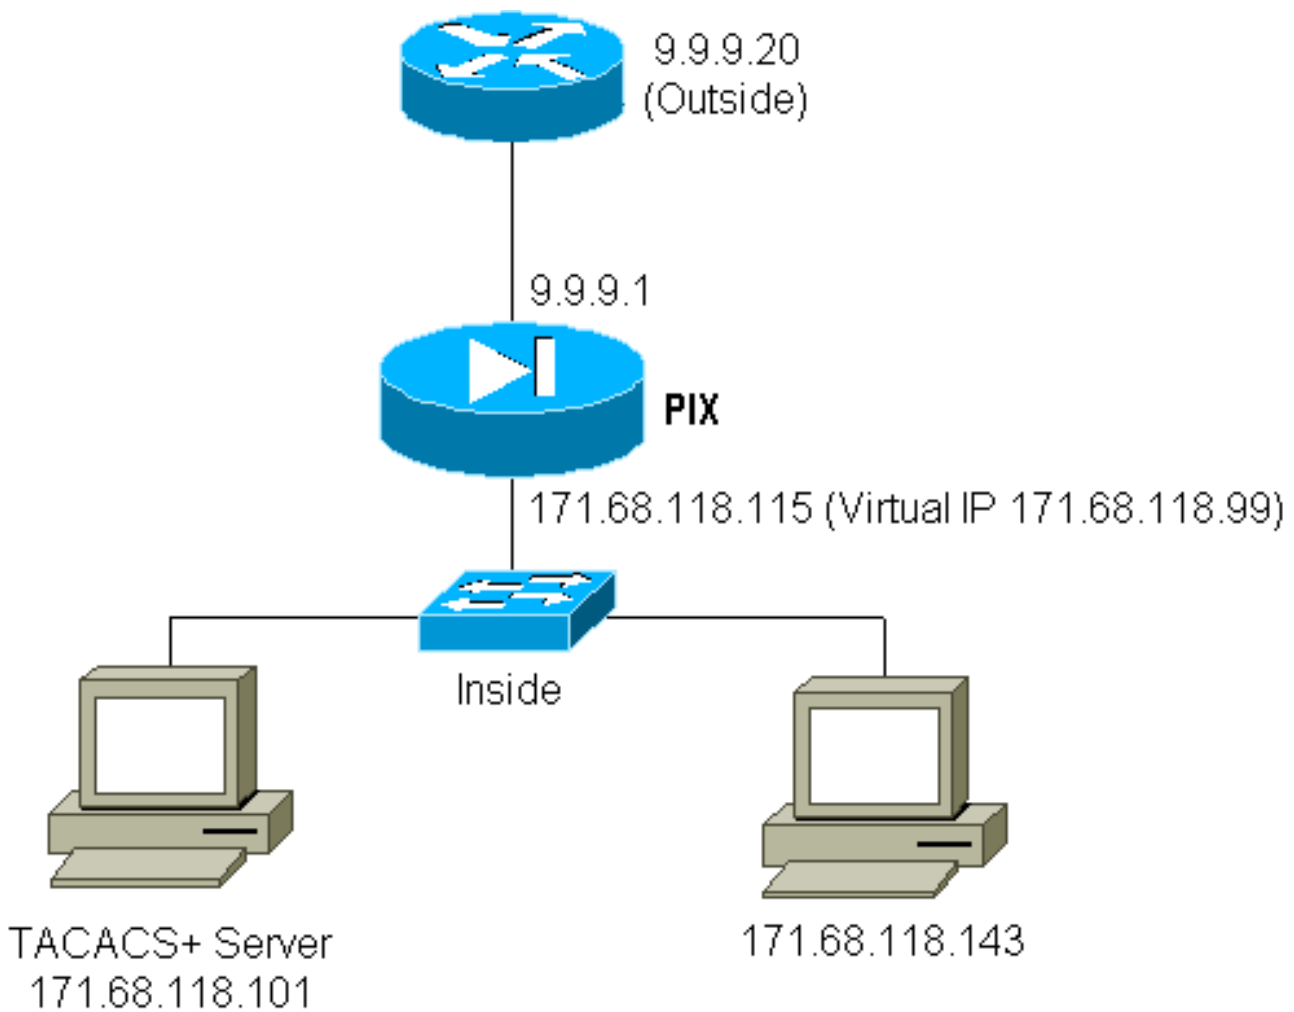 9.9.9.20
(Outside)
9.9.9.1
PIX
171.68.118.115 (Virtual IP 171.68.118.99)
Inside
TACACS+ Server
171.68.118.101
171.68.118.143